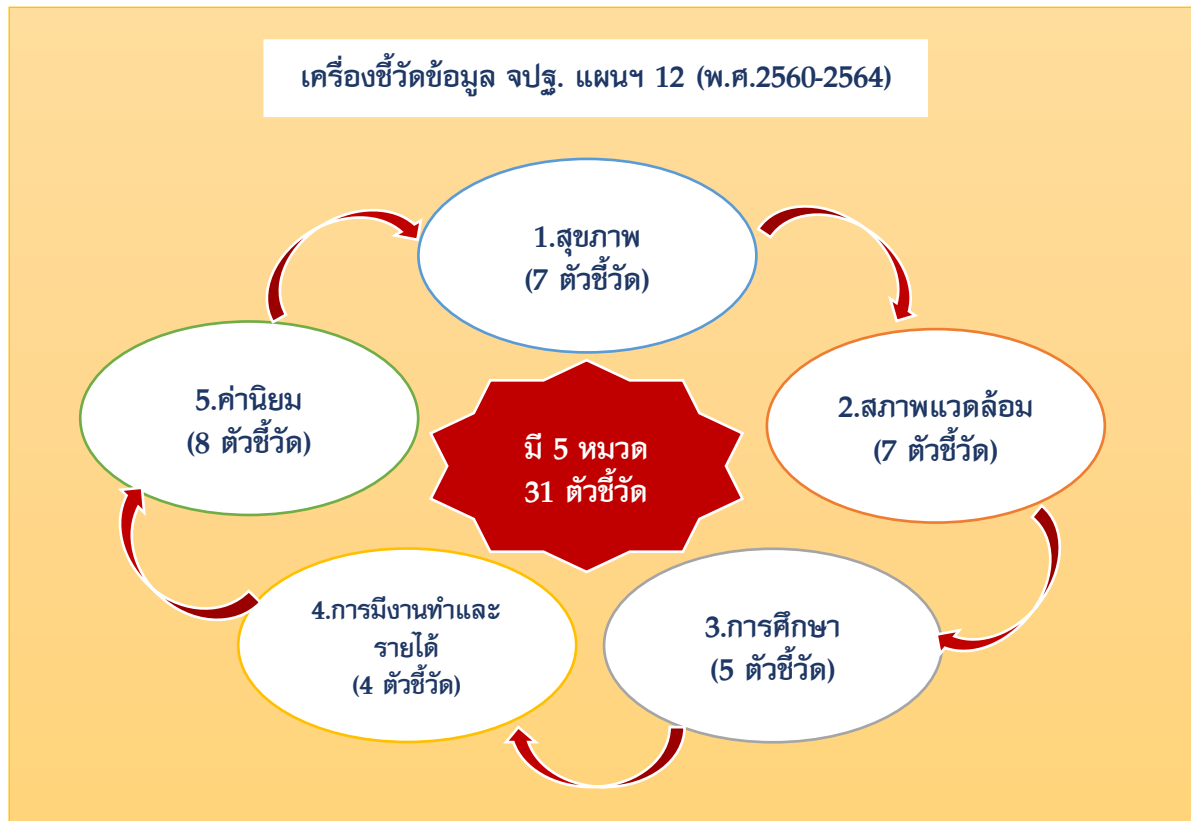 เครื่องชี้วัดข้อมูล จปฐ. แผนฯ 12 (พ.ศ.2560-2564)
1.สุขภาพ
(7 ตัวชี้วัด)
2.สภาพแวดล้อม
(7 ตัวชี้วัด)
3.การศึกษา
(5 ตัวชี้วัด)
4.การมีงานทำและ
รายได้
(4 ตัวชี้วัด)
5.ค่านิยม
(8 ตัวชี้วัด)
มี 5 หมวด
31 ตัวชี้วัด